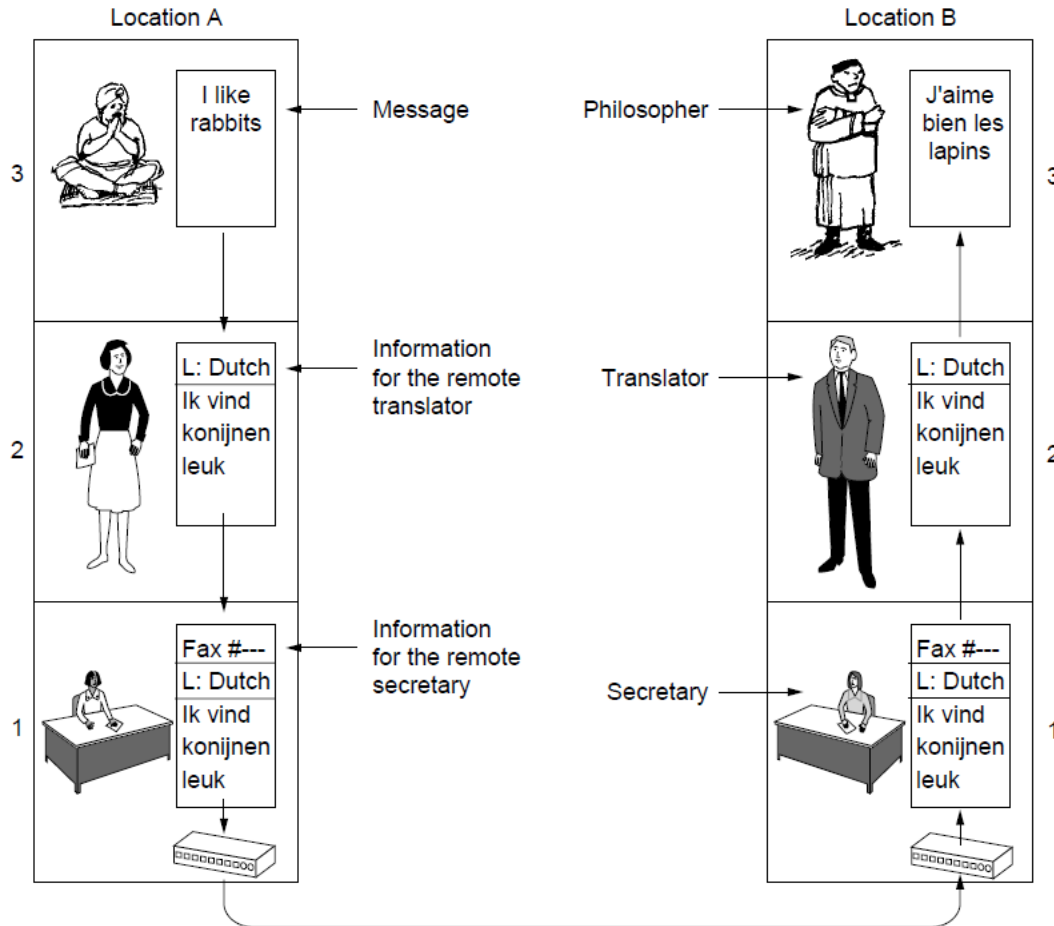 Location A
Location B
3
I like
rabbits
Message
Philosopher
J'aime
bien les
lapins
3
2
L: Dutch
Ik vind
konijnen
leuk
Information
for the remote
translator
Translator
L: Dutch
Ik vind
konijnen
leuk
2
1
Fax #---
L: Dutch
Ik vind
konijnen
leuk
Information
for the remote
secretary
Secretary
Fax #---
L: Dutch
Ik vind
konijnen
leuk
1